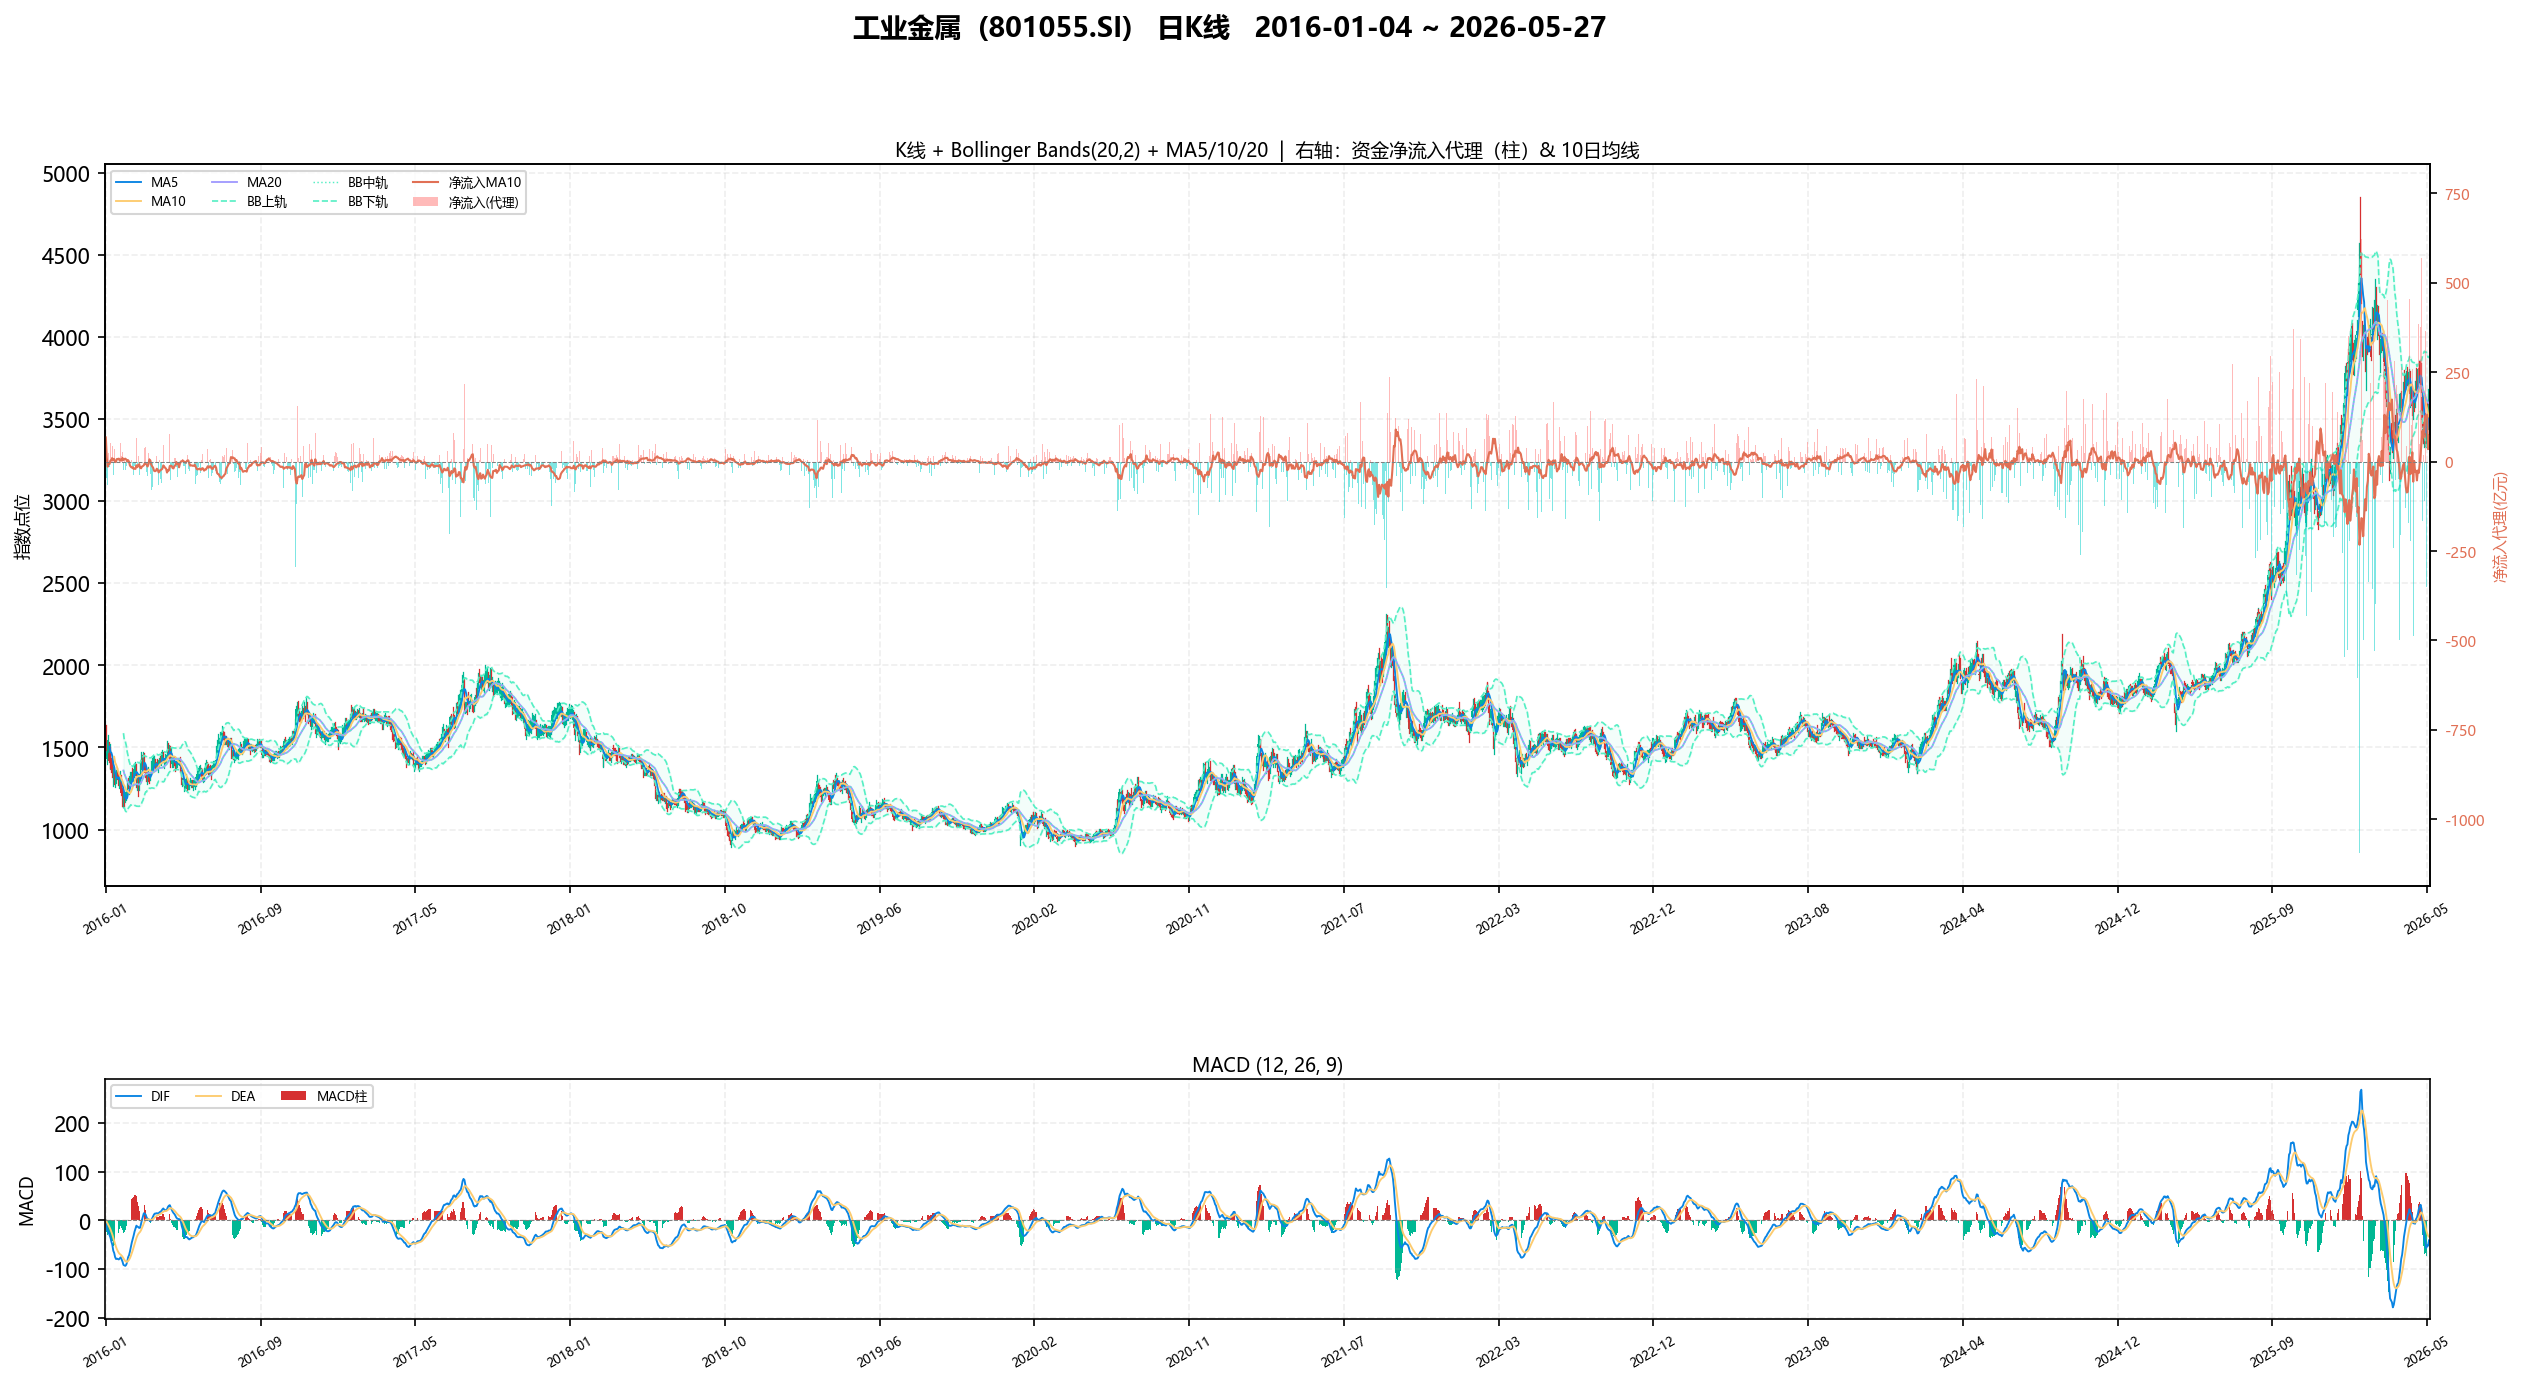 工业金属 (801055.SI) 日K线 2016-01-04 ~ 2026-05-27
K线 + Bollinger Bands(20,2) + MA5/10/20 | 右轴：资金净流入代理（柱）& 10日均线
MA5 MA20 BB中轨 净流入MA10
MA10 BB上轨 BB下轨 净流入(代理)
指数点位
5000
4500
4000
3500
3000
2500
2000
1500
1000
净流入代理(亿元)
750
500
250
0
-250
-500
-750
-1000
2016-01 2016-09 2017-05 2018-01 2018-10 2019-06 2020-02 2020-11 2021-07 2022-03 2022-12 2023-08 2024-04 2024-12 2025-09 2026-05
MACD (12, 26, 9)
DIF DEA MACD柱
MACD
200
100
0
-100
-200
2016-01 2016-09 2017-05 2018-01 2018-10 2019-06 2020-02 2020-11 2021-07 2022-03 2022-12 2023-08 2024-04 2024-12 2025-09 2026-05